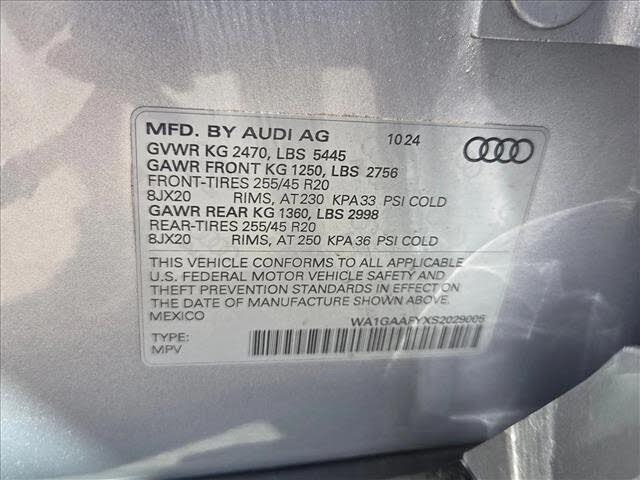 MFD. BY AUDI AG 10 24
GVWR KG 2470, LBS 5445
GAWR FRONT KG 1250, LBS 2756
FRONT-TIRES 255/45 R20
8JX20 RIMS, AT 230 KPA 33 PSI COLD
GAWR REAR KG 1360, LBS 2998
REAR-TIRES 255/45 R20
8JX20 RIMS, AT 250 KPA 36 PSI COLD
THIS VEHICLE CONFORMS TO ALL APPLICABLE
U.S. FEDERAL MOTOR VEHICLE SAFETY AND
THEFT PREVENTION STANDARDS IN EFFECT ON
THE DATE OF MANUFACTURE SHOWN ABOVE.
MEXICO WA1GAAFYXS2029005
TYPE:
MPV